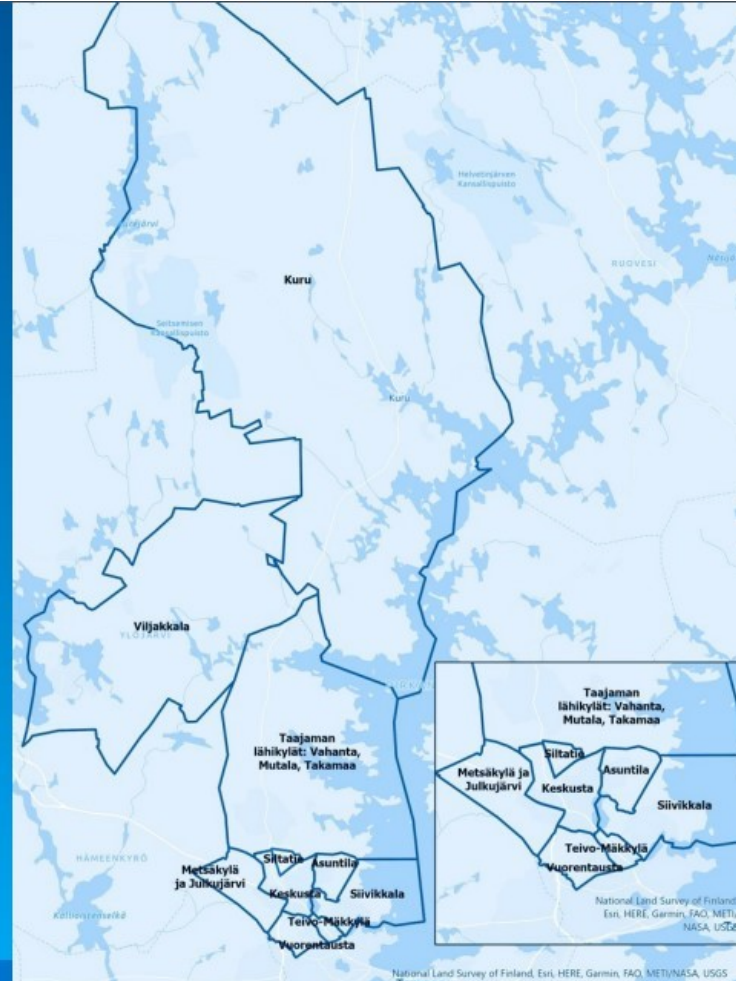 Helvetinjärven
Kansallispuisto
RUOVESI
Kuru
Seitsemisen
Kansallispuisto
Kuru
Viljakkala
YLÖJÄRVI
Taajaman
lähikylät: Vahanta,
Mutala, Takamaa
HÄMEENKYRÖ
Metsäkylä
ja Julkujärvi
Siltatie
Asuntila
Keskusta
Siivikkala
Teivo-Mäkkylä
Vuorentausta
Taajaman
lähikylät: Vahanta,
Mutala, Takamaa
Siltatie
Metsäkylä ja
Julkujärvi
Asuntila
Keskusta
Siivikkala
Teivo-Mäkkylä
Vuorentausta
National Land Survey of Finland
Esri, HERE, Garmin, FAO, METI/
NASA, USGS
National Land Survey of Finland, Esri, HERE, Garmin, FAO, METI/NASA, USGS